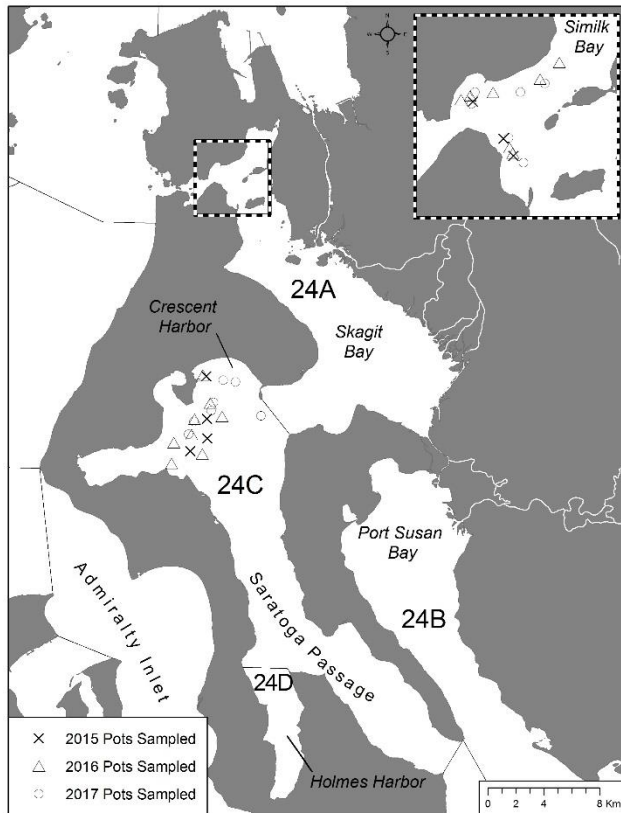 N
W
E
S
Similk
Bay
24A
Crescent
Harbor
Skagit
Bay
24C
Port Susan
Bay
24B
Admiralty Inlet
Saratoga Passage
24D
Holmes Harbor
2015 Pots Sampled
2016 Pots Sampled
2017 Pots Sampled
0 2 4 8 Km